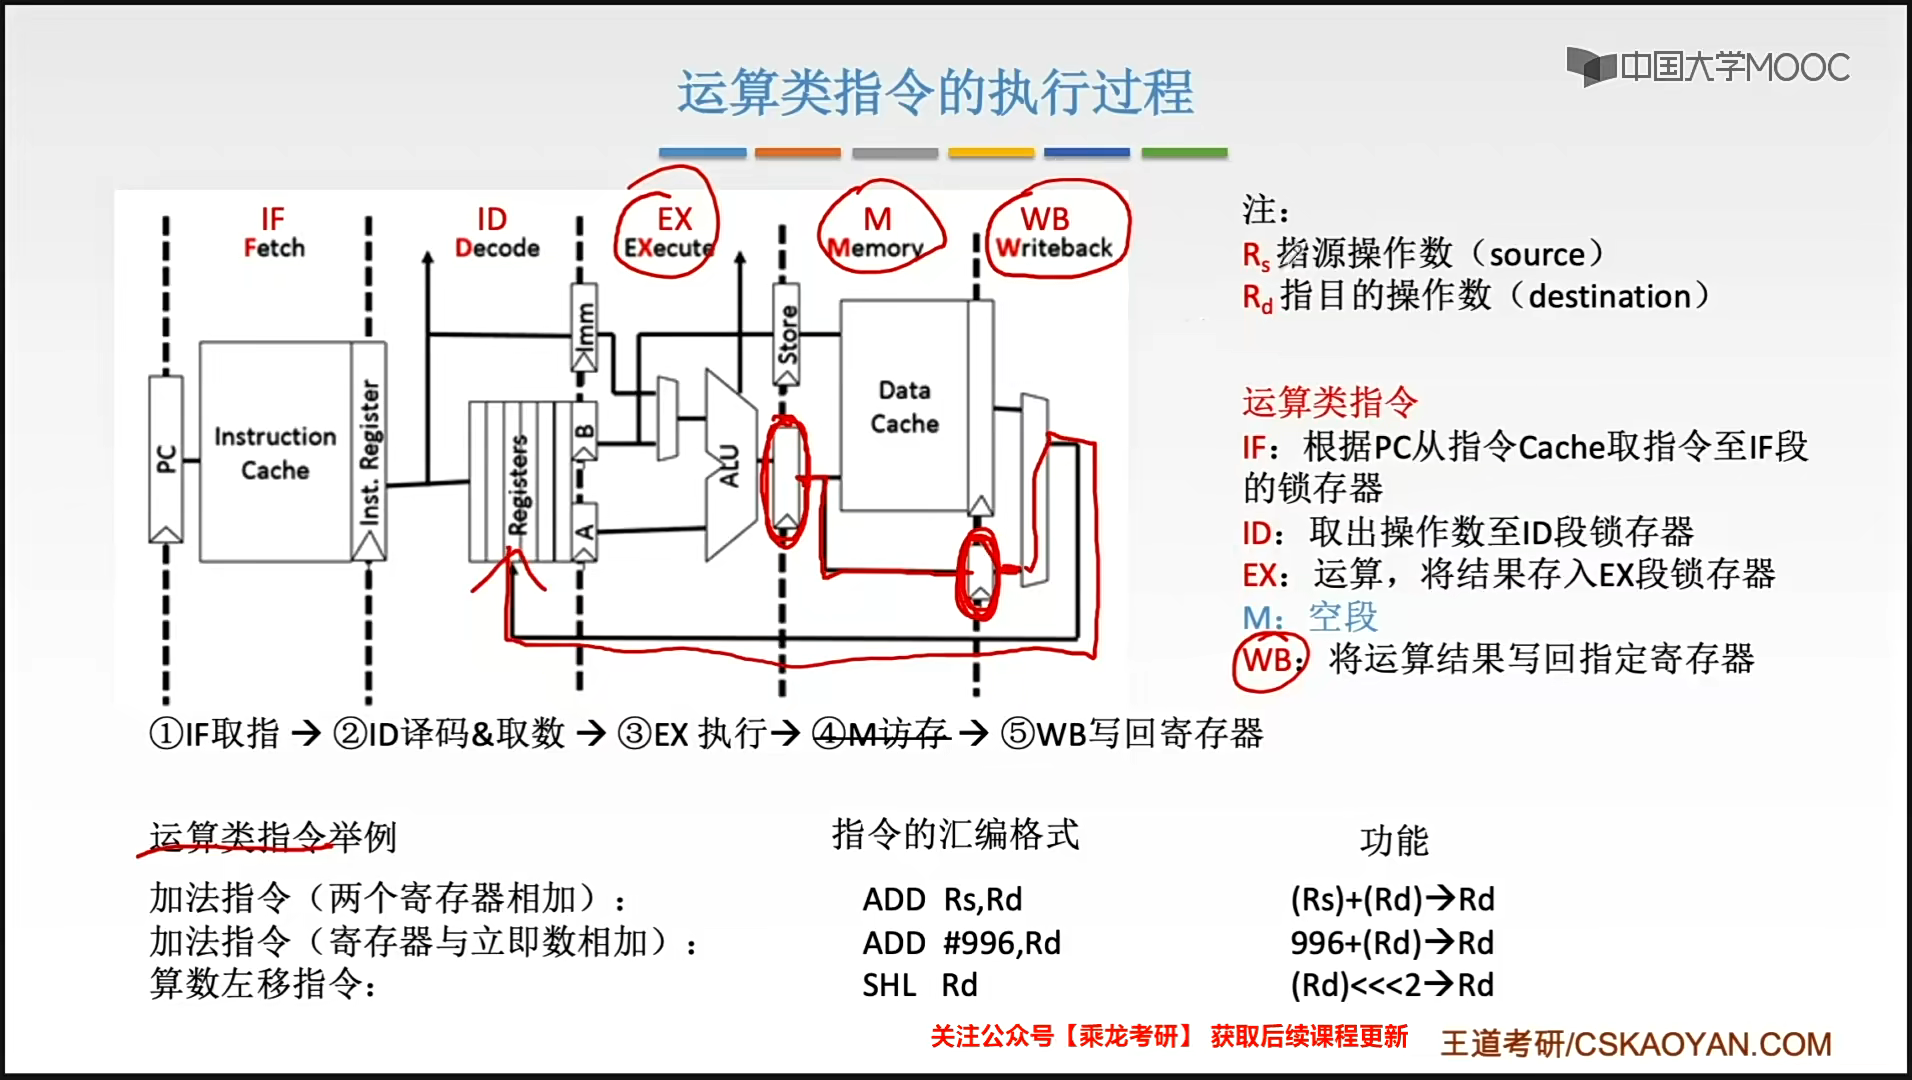 中国大学MOOC
运算类指令的执行过程
IF
Fetch
ID
Decode
EX
EXecute
M
Memory
WB
Writeback
PC
Instruction
Cache
Inst. Register
Registers
Imm
B
A
ALU
Store
Data
Cache
注：
Rs 指源操作数（source）
Rd 指目的操作数（destination）
运算类指令
IF：根据PC从指令Cache取指令至IF段
的锁存器
ID：取出操作数至ID段锁存器
EX：运算，将结果存入EX段锁存器
M：空段
WB：将运算结果写回指定寄存器
①IF取指 → ②ID译码&取数 → ③EX 执行→ ④M访存 → ⑤WB写回寄存器
运算类指令举例 指令的汇编格式 功能
加法指令（两个寄存器相加）： ADD Rs,Rd (Rs)+(Rd)→Rd
加法指令（寄存器与立即数相加）： ADD #996,Rd 996+(Rd)→Rd
算数左移指令： SHL Rd (Rd)<<<2→Rd
关注公众号【乘龙考研】 获取后续课程更新
王道考研/CSKAOYAN.COM